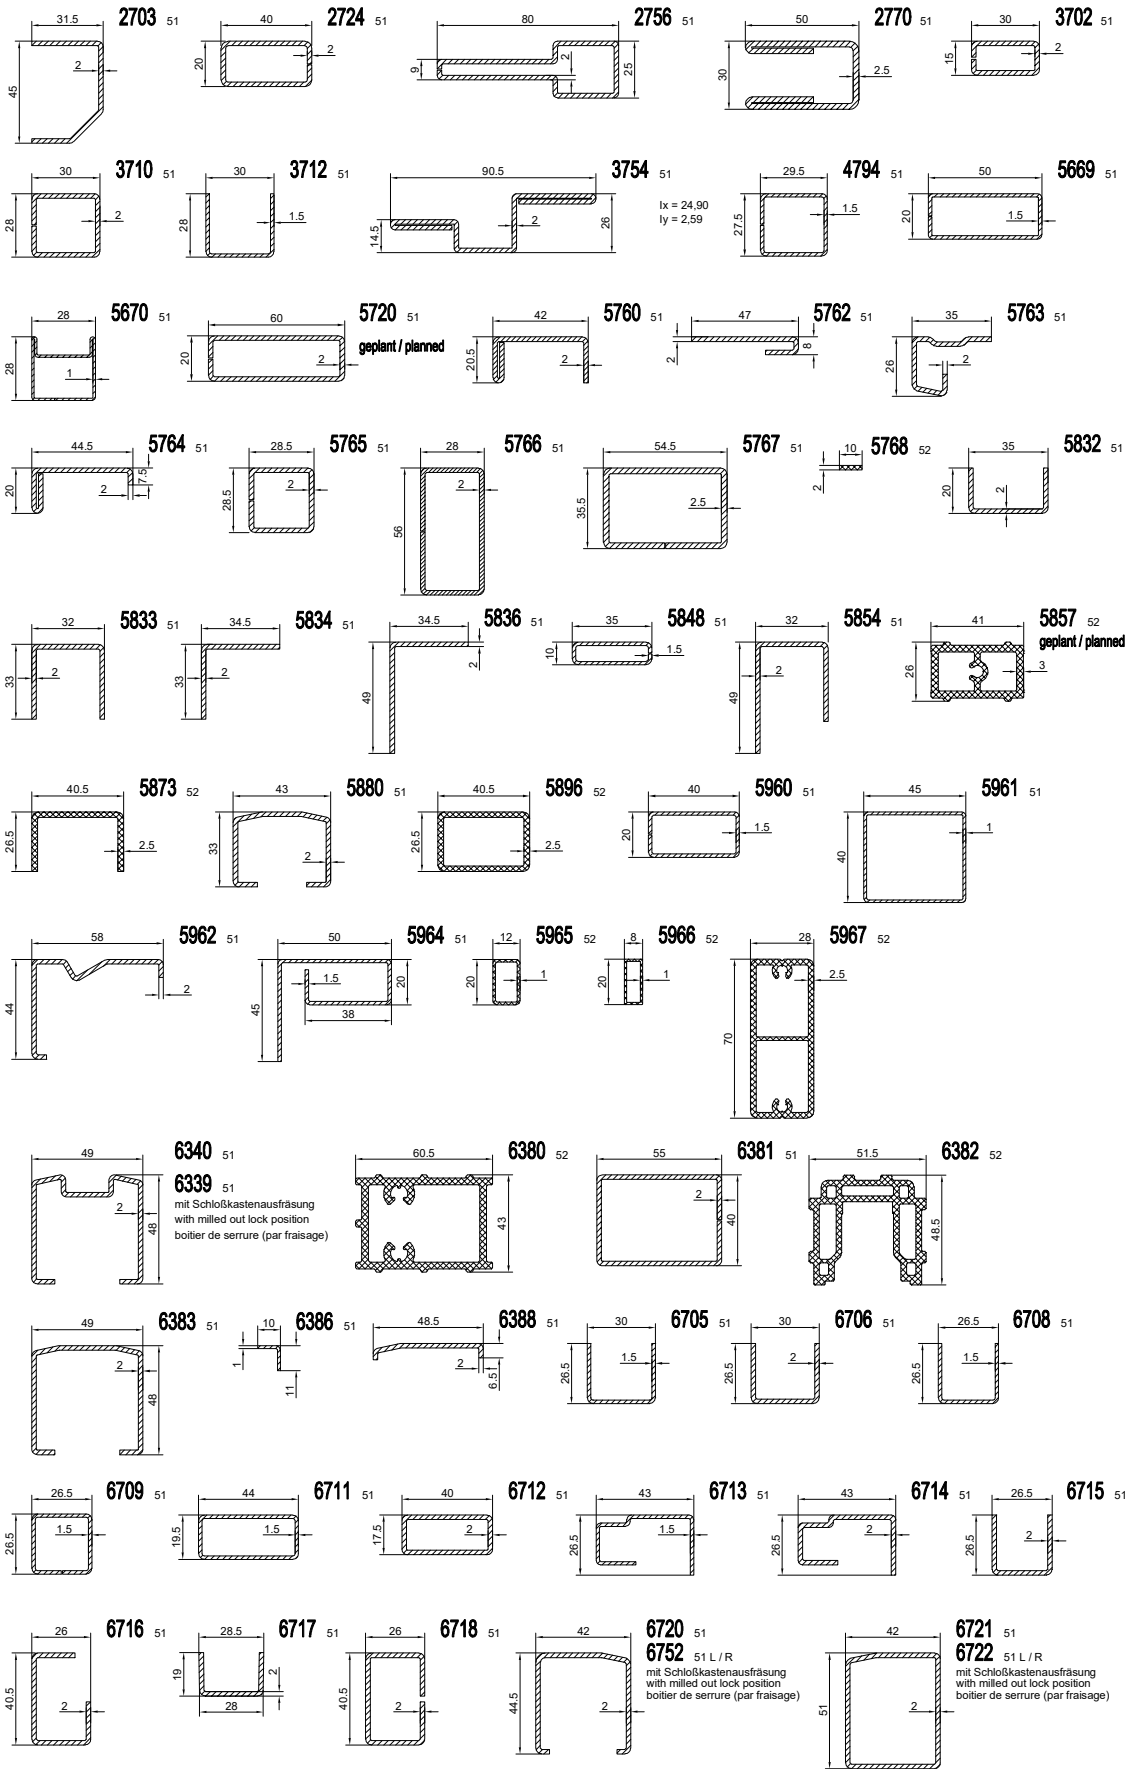 31.5 2703 51 40 2724 51 80 2756 51 50 2770 51 30 3702 51
45 2 20 2 9 2 25 30 2.5 15 2
30 3710 51 30 3712 51 90.5 3754 51 29.5 4794 51 50 5669 51
28 2 28 1.5 14.5 2 26 27.5 1.5 20 1.5
Ix = 24,90
Iy = 2,59
28 5670 51 60 5720 51 42 5760 51 47 5762 51 35 5763 51
geplant / planned
28 1 20 2 20.5 2 2 8 26 2
44.5 5764 51 28.5 5765 51 28 5766 51 54.5 5767 51 10 5768 52 35 5832 51
20 2 7.5 28.5 2 56 2 35.5 2.5 2 20 2
32 5833 51 34.5 5834 51 34.5 5836 51 35 5848 51 32 5854 51 41 5857 52
geplant / planned
33 2 33 2 49 2 10 1.5 49 2 26 3
40.5 5873 52 43 5880 51 40.5 5896 52 40 5960 51 45 5961 51
26.5 2.5 33 2 26.5 2.5 20 1.5 40 1
58 5962 51 50 5964 51 12 5965 52 8 5966 52 28 5967 52
44 2 45 1.5 20 38 20 1 20 1 70 2.5
49 6340 51 60.5 6380 52 55 6381 51 51.5 6382 52
6339 51
mit Schloßkastenausfräsung
with milled out lock position
boitier de serrure (par fraisage)
2 48 43 2 40 48.5
49 6383 51 10 6386 51 48.5 6388 51 30 6705 51 30 6706 51 26.5 6708 51
2 48 1 11 2 6.5 26.5 1.5 26.5 2 26.5 1.5
26.5 6709 51 44 6711 51 40 6712 51 43 6713 51 43 6714 51 26.5 6715 51
26.5 1.5 19.5 1.5 17.5 2 26.5 1.5 26.5 2 26.5 2
26 6716 51 28.5 6717 51 26 6718 51 42 6720 51 42 6721 51
6752 51 L / R 6722 51 L / R
mit Schloßkastenausfräsung mit Schloßkastenausfräsung
with milled out lock position with milled out lock position
boitier de serrure (par fraisage) boitier de serrure (par fraisage)
40.5 2 19 2 28 40.5 2 44.5 2 51 2